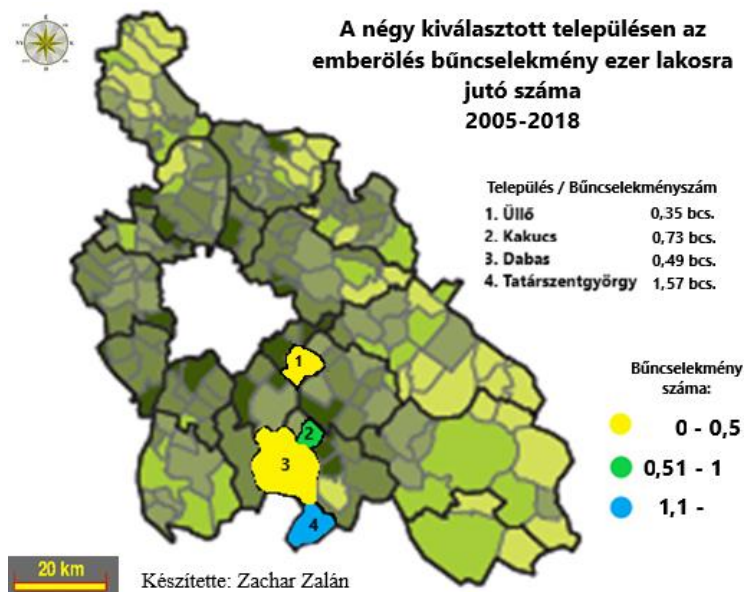 A négy kiválasztott településen az
emberölés bűncselekmény ezer lakosra
jutó száma
2005-2018
Település / Bűncselekményszám
1. Üllő 0,35 bcs.
2. Kakucs 0,73 bcs.
3. Dabas 0,49 bcs.
4. Tatárszentgyörgy 1,57 bcs.
1
2
3
4
Bűncselekmény
száma:
0 - 0,5
0,51 - 1
1,1 -
20 km
Készítette: Zachar Zalán